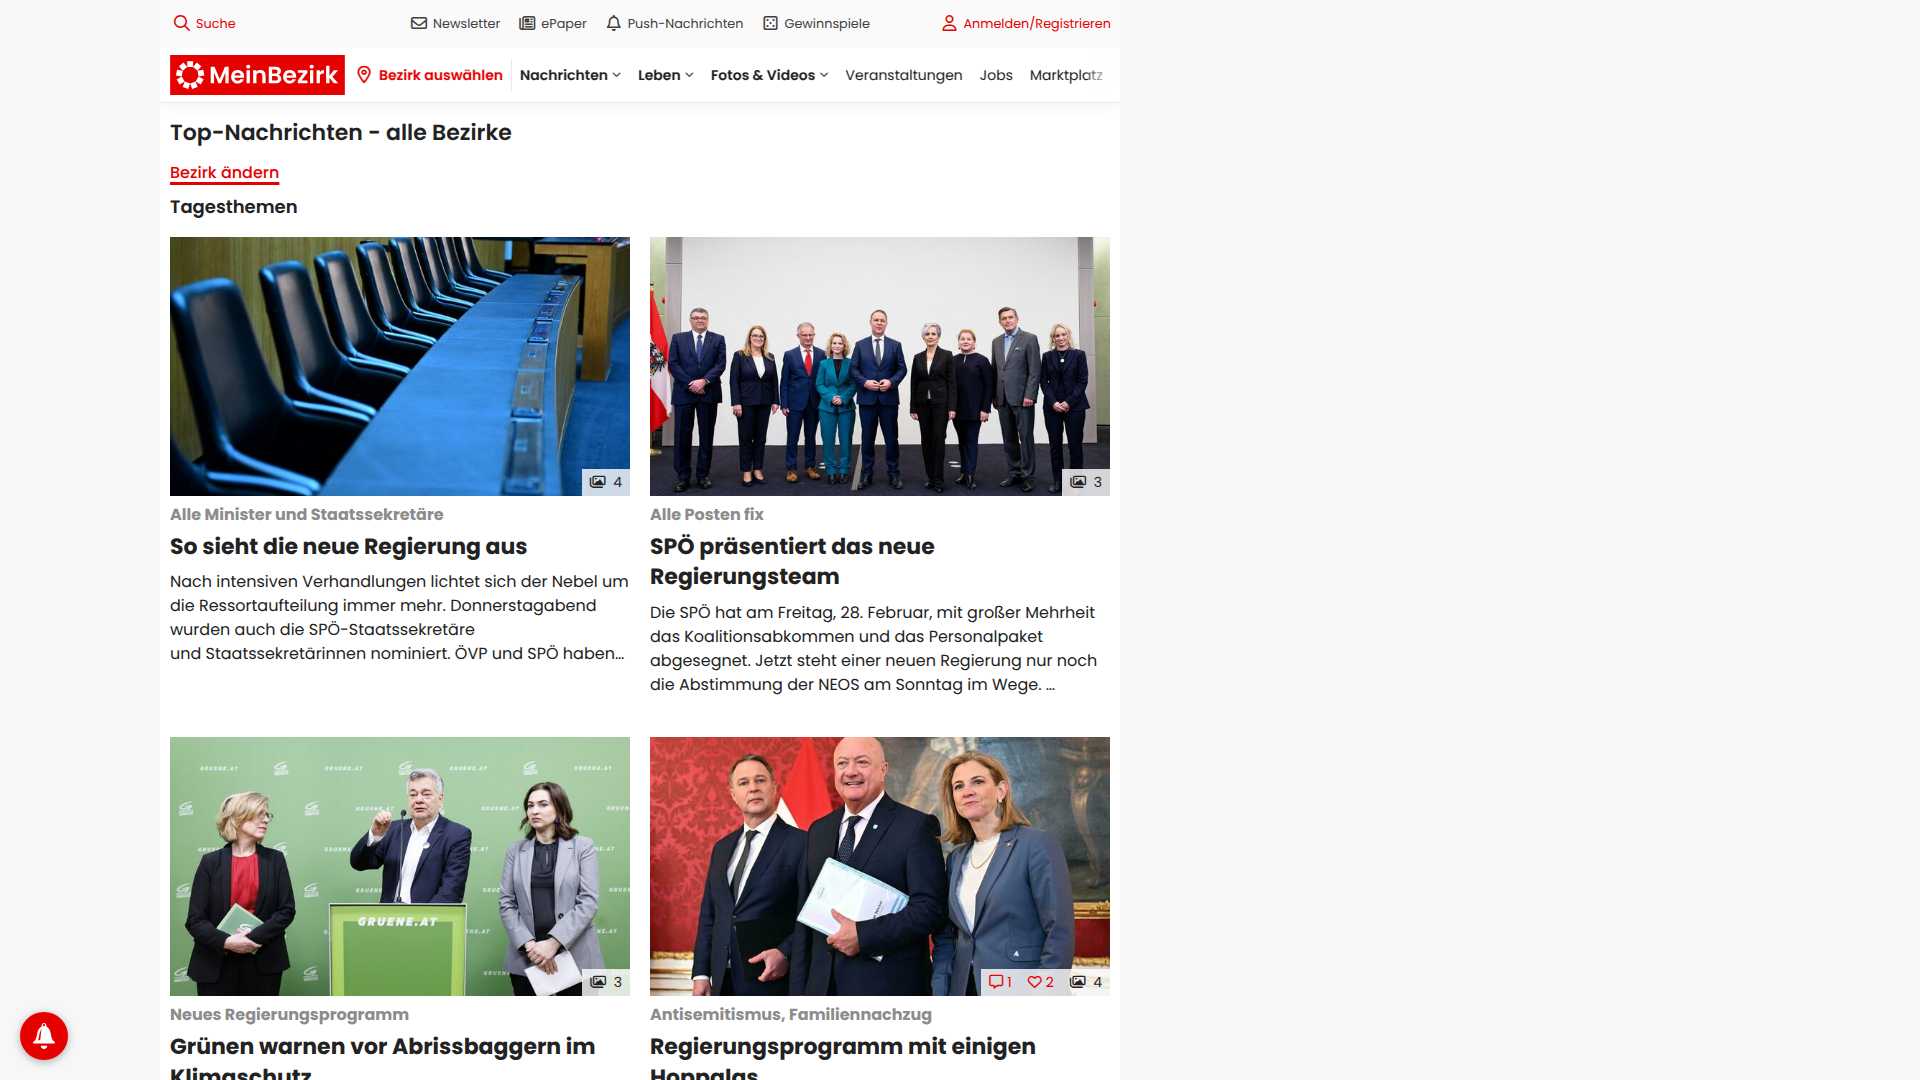 Suche
Newsletter
ePaper
Push-Nachrichten
Gewinnspiele
Anmelden/Registrieren
MeinBezirk
Bezirk auswählen
Nachrichten
Leben
Fotos & Videos
Veranstaltungen
Jobs
Marktplatz
Top-Nachrichten - alle Bezirke
Bezirk ändern
Tagesthemen
4
Alle Minister und Staatssekretäre
So sieht die neue Regierung aus
Nach intensiven Verhandlungen lichtet sich der Nebel um
die Ressortaufteilung immer mehr. Donnerstagabend
wurden auch die SPÖ-Staatssekretäre
und Staatssekretärinnen nominiert. ÖVP und SPÖ haben...
3
Alle Posten fix
SPÖ präsentiert das neue
Regierungsteam
Die SPÖ hat am Freitag, 28. Februar, mit großer Mehrheit
das Koalitionsabkommen und das Personalpaket
abgesegnet. Jetzt steht einer neuen Regierung nur noch
die Abstimmung der NEOS am Sonntag im Wege. ...
GRUENE.AT
3
Neues Regierungsprogramm
Grünen warnen vor Abrissbaggern im
Klimaschutz
1
2
4
Antisemitismus, Familiennachzug
Regierungsprogramm mit einigen
Hoppalas